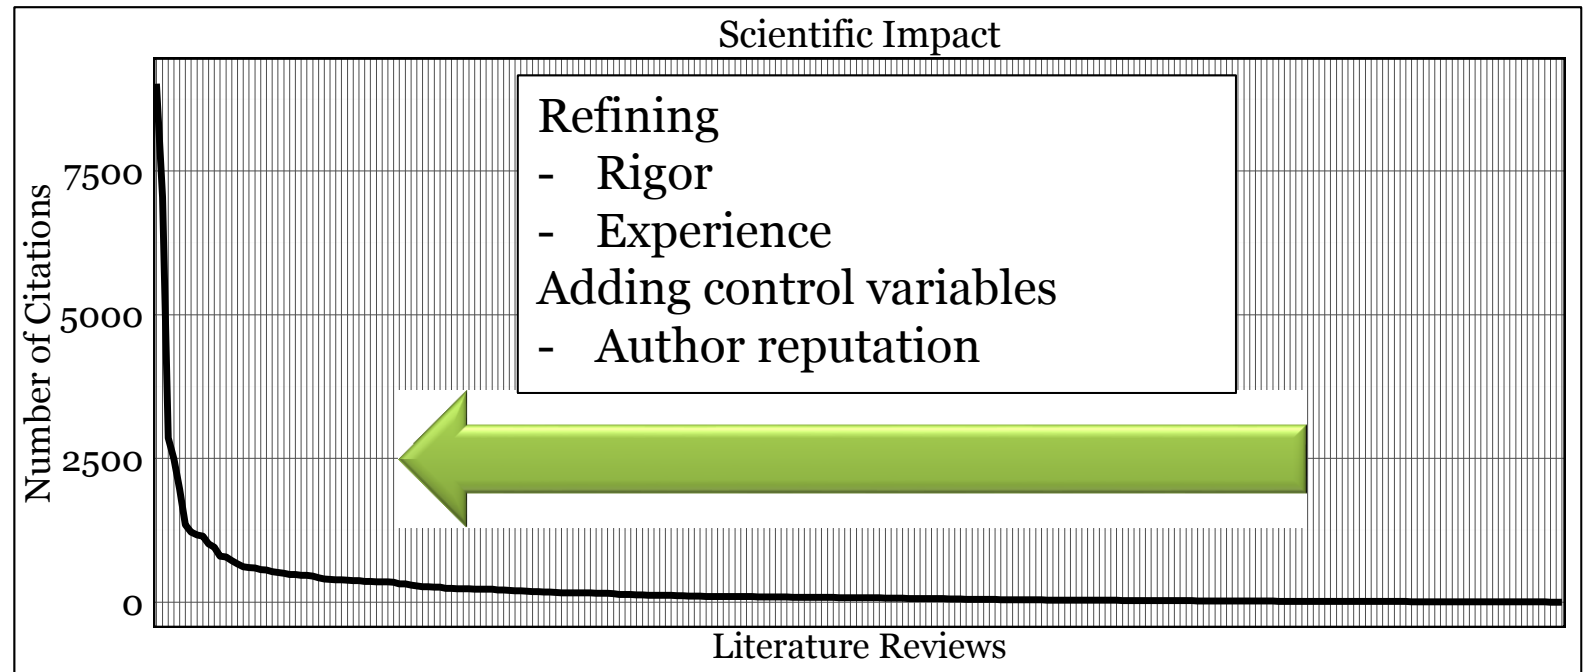 Scientific Impact
Refining
- Rigor
- Experience
Adding control variables
- Author reputation
Number of Citations
7500
5000
2500
0
Literature Reviews